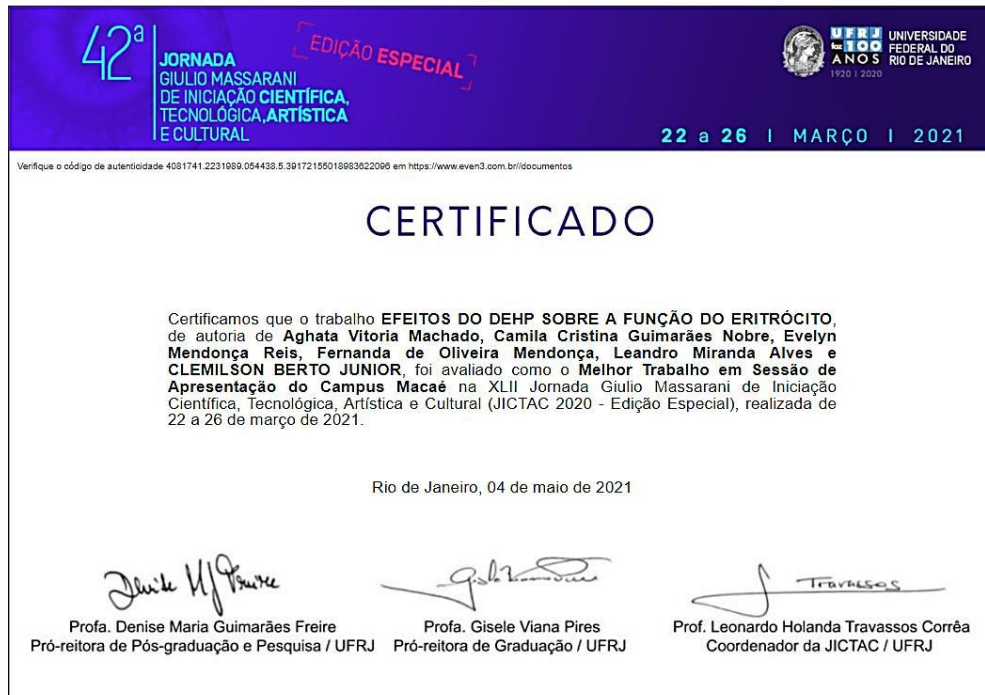 42ª
JORNADA
GIULIO MASSARANI
DE INICIAÇÃO CIENTÍFICA,
TECNOLÓGICA,ARTÍSTICA
E CULTURAL
EDIÇÃO ESPECIAL
UFRJ
faz 100
ANOS
1920 | 2020
UNIVERSIDADE
FEDERAL DO
RIO DE JANEIRO
22 a 26 | MARÇO | 2021
Verifique o código de autenticidade 4081741.2231989.054438.5.39172155018983622096 em https://www.even3.com.br//documentos
CERTIFICADO
Certificamos que o trabalho EFEITOS DO DEHP SOBRE A FUNÇÃO DO ERITRÓCITO,
de autoria de Aghata Vitoria Machado, Camila Cristina Guimarães Nobre, Evelyn
Mendonça Reis, Fernanda de Oliveira Mendonça, Leandro Miranda Alves e
CLEMILSON BERTO JUNIOR, foi avaliado como o Melhor Trabalho em Sessão de
Apresentação do Campus Macaé na XLII Jornada Giulio Massarani de Iniciação
Científica, Tecnológica, Artística e Cultural (JICTAC 2020 - Edição Especial), realizada de
22 a 26 de março de 2021.
Rio de Janeiro, 04 de maio de 2021
Travassos
Profa. Denise Maria Guimarães Freire
Pró-reitora de Pós-graduação e Pesquisa / UFRJ
Profa. Gisele Viana Pires
Pró-reitora de Graduação / UFRJ
Prof. Leonardo Holanda Travassos Corrêa
Coordenador da JICTAC / UFRJ